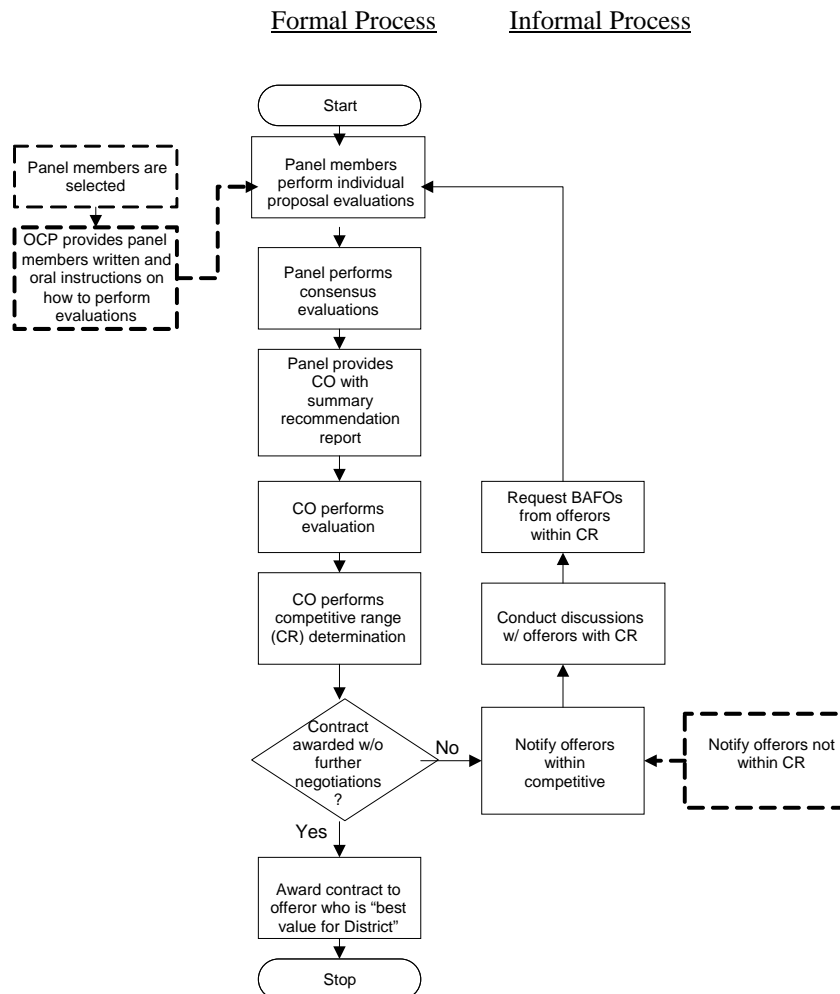 Formal Process
Informal Process
Start
Panel members are
selected
Panel members
perform individual
proposal evaluations
OCP provides panel
members written and
oral instructions on
how to perform
evaluations
Panel performs
consensus
evaluations
Panel provides
CO with
summary
recommendation
report
CO performs
evaluation
Request BAFOs
from offerors
within CR
CO performs
competitive range
(CR) determination
Conduct discussions
w/ offerors with CR
Contract
awarded w/o
further
negotiations
?
No
Notify offerors
within
competitive
Notify offerors not
within CR
Yes
Award contract to
offeror who is “best
value for District”
Stop